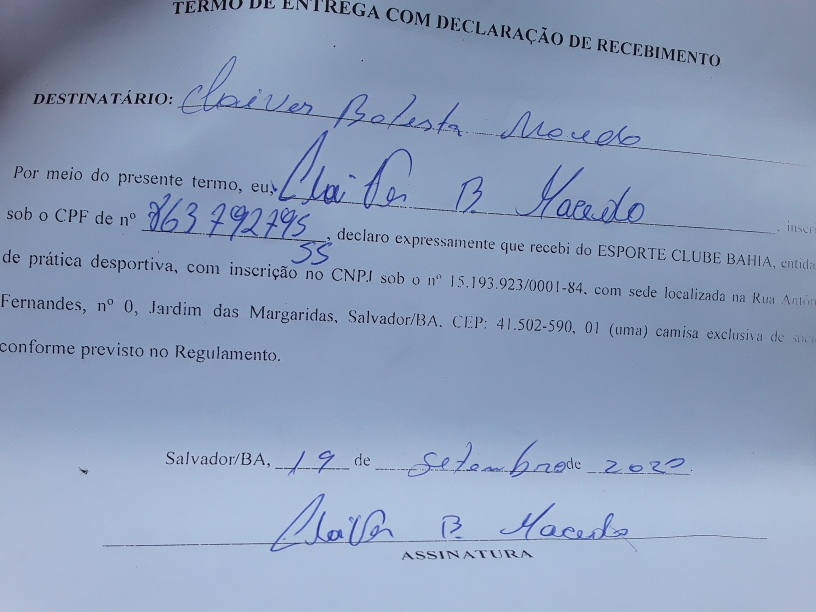 TERMO DE ENTREGA COM DECLARAÇÃO DE RECEBIMENTO
DESTINATÁRIO: Claiver Batista Macedo
Por meio do presente termo, eu, Claiver B. Macedo
sob o CPF de nº 863 792795 , declaro expressamente que recebi do ESPORTE CLUBE BAHIA, entida
55
de prática desportiva, com inscrição no CNPJ sob o nº 15.193.923/0001-84, com sede localizada na Rua Antôn
Fernandes, nº 0, Jardim das Margaridas, Salvador/BA. CEP: 41.502-590, 01 (uma) camisa exclusiva de
conforme previsto no Regulamento.
Salvador/BA, 19 de Setembro de 2020.
Claiver B. Macedo
ASSINATURA